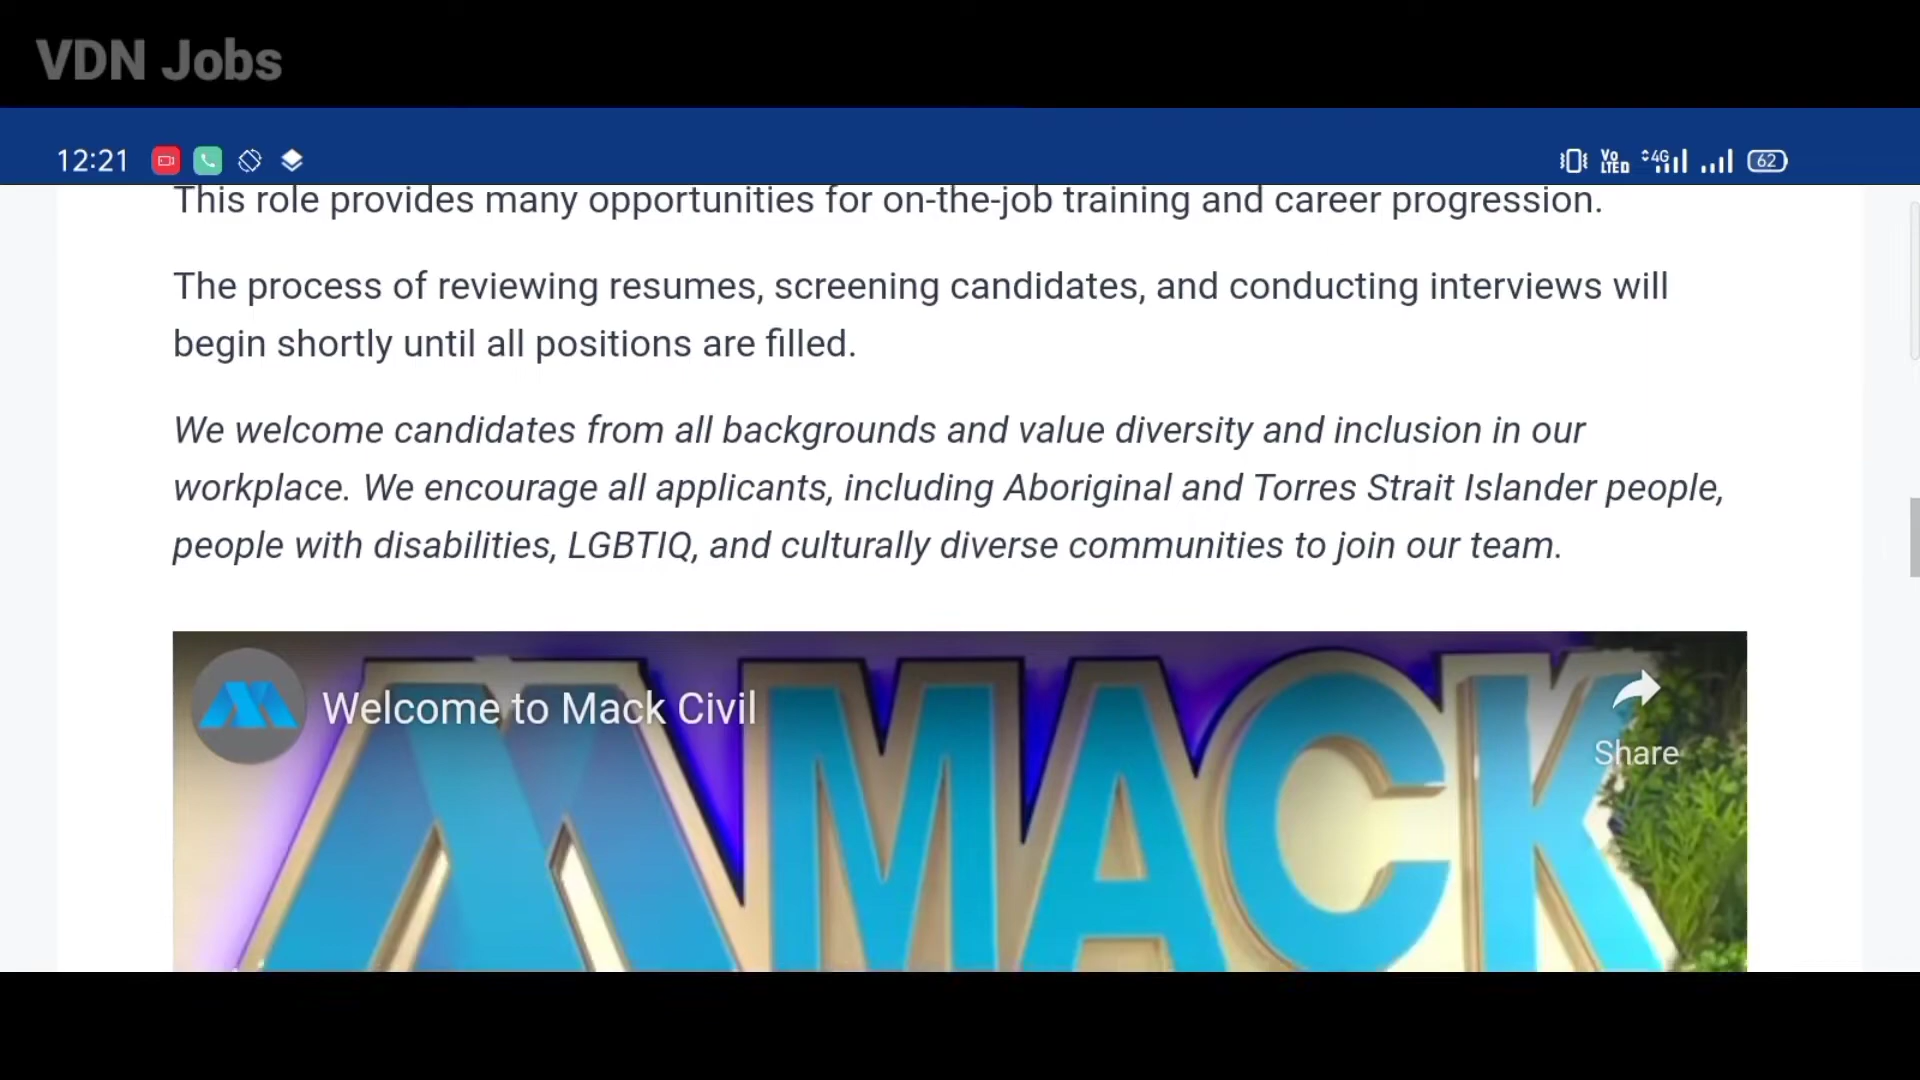 VDN Jobs
12:21
Vo LTED 4G 62
This role provides many opportunities for on-the-job training and career progression.
The process of reviewing resumes, screening candidates, and conducting interviews will
begin shortly until all positions are filled.
We welcome candidates from all backgrounds and value diversity and inclusion in our
workplace. We encourage all applicants, including Aboriginal and Torres Strait Islander people,
people with disabilities, LGBTIQ, and culturally diverse communities to join our team.
Welcome to Mack Civil
Share
MACK